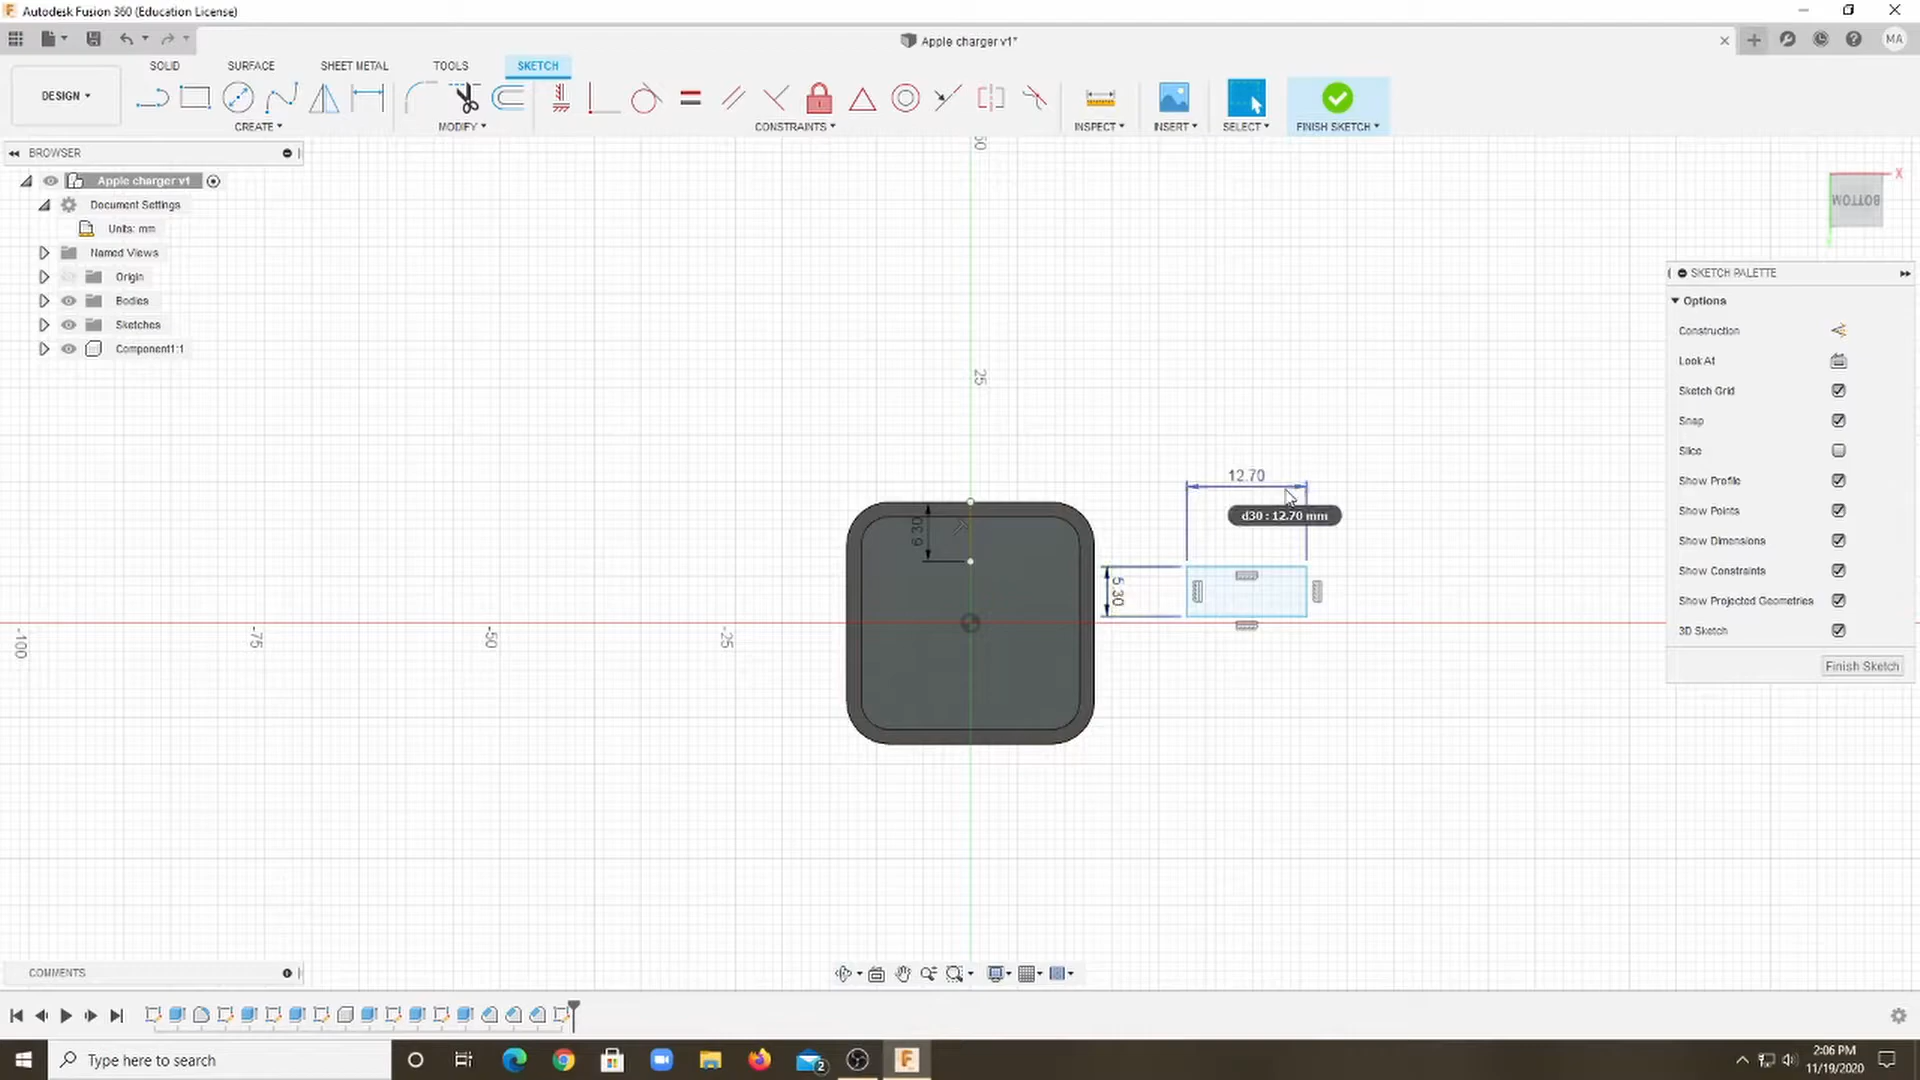 Autodesk Fusion 360 (Education License)
Apple charger v1*
MA
DESIGN
SOLID
SURFACE
SHEET METAL
TOOLS
SKETCH
CREATE
MODIFY
CONSTRAINTS
INSPECT
INSERT
SELECT
FINISH SKETCH
BROWSER
Apple charger v1
Document Settings
Units: mm
Named Views
Origin
Bodies
Sketches
Component1:1
50
25
-100
-75
-50
-25
6.30
5.30
12.70
d30 : 12.70 mm
X
BOTTOM
SKETCH PALETTE
Options
Construction
Look At
Sketch Grid
Snap
Slice
Show Profile
Show Points
Show Dimensions
Show Constraints
Show Projected Geometries
3D Sketch
Finish Sketch
COMMENTS
Type here to search
2
2:06 PM
11/19/2020